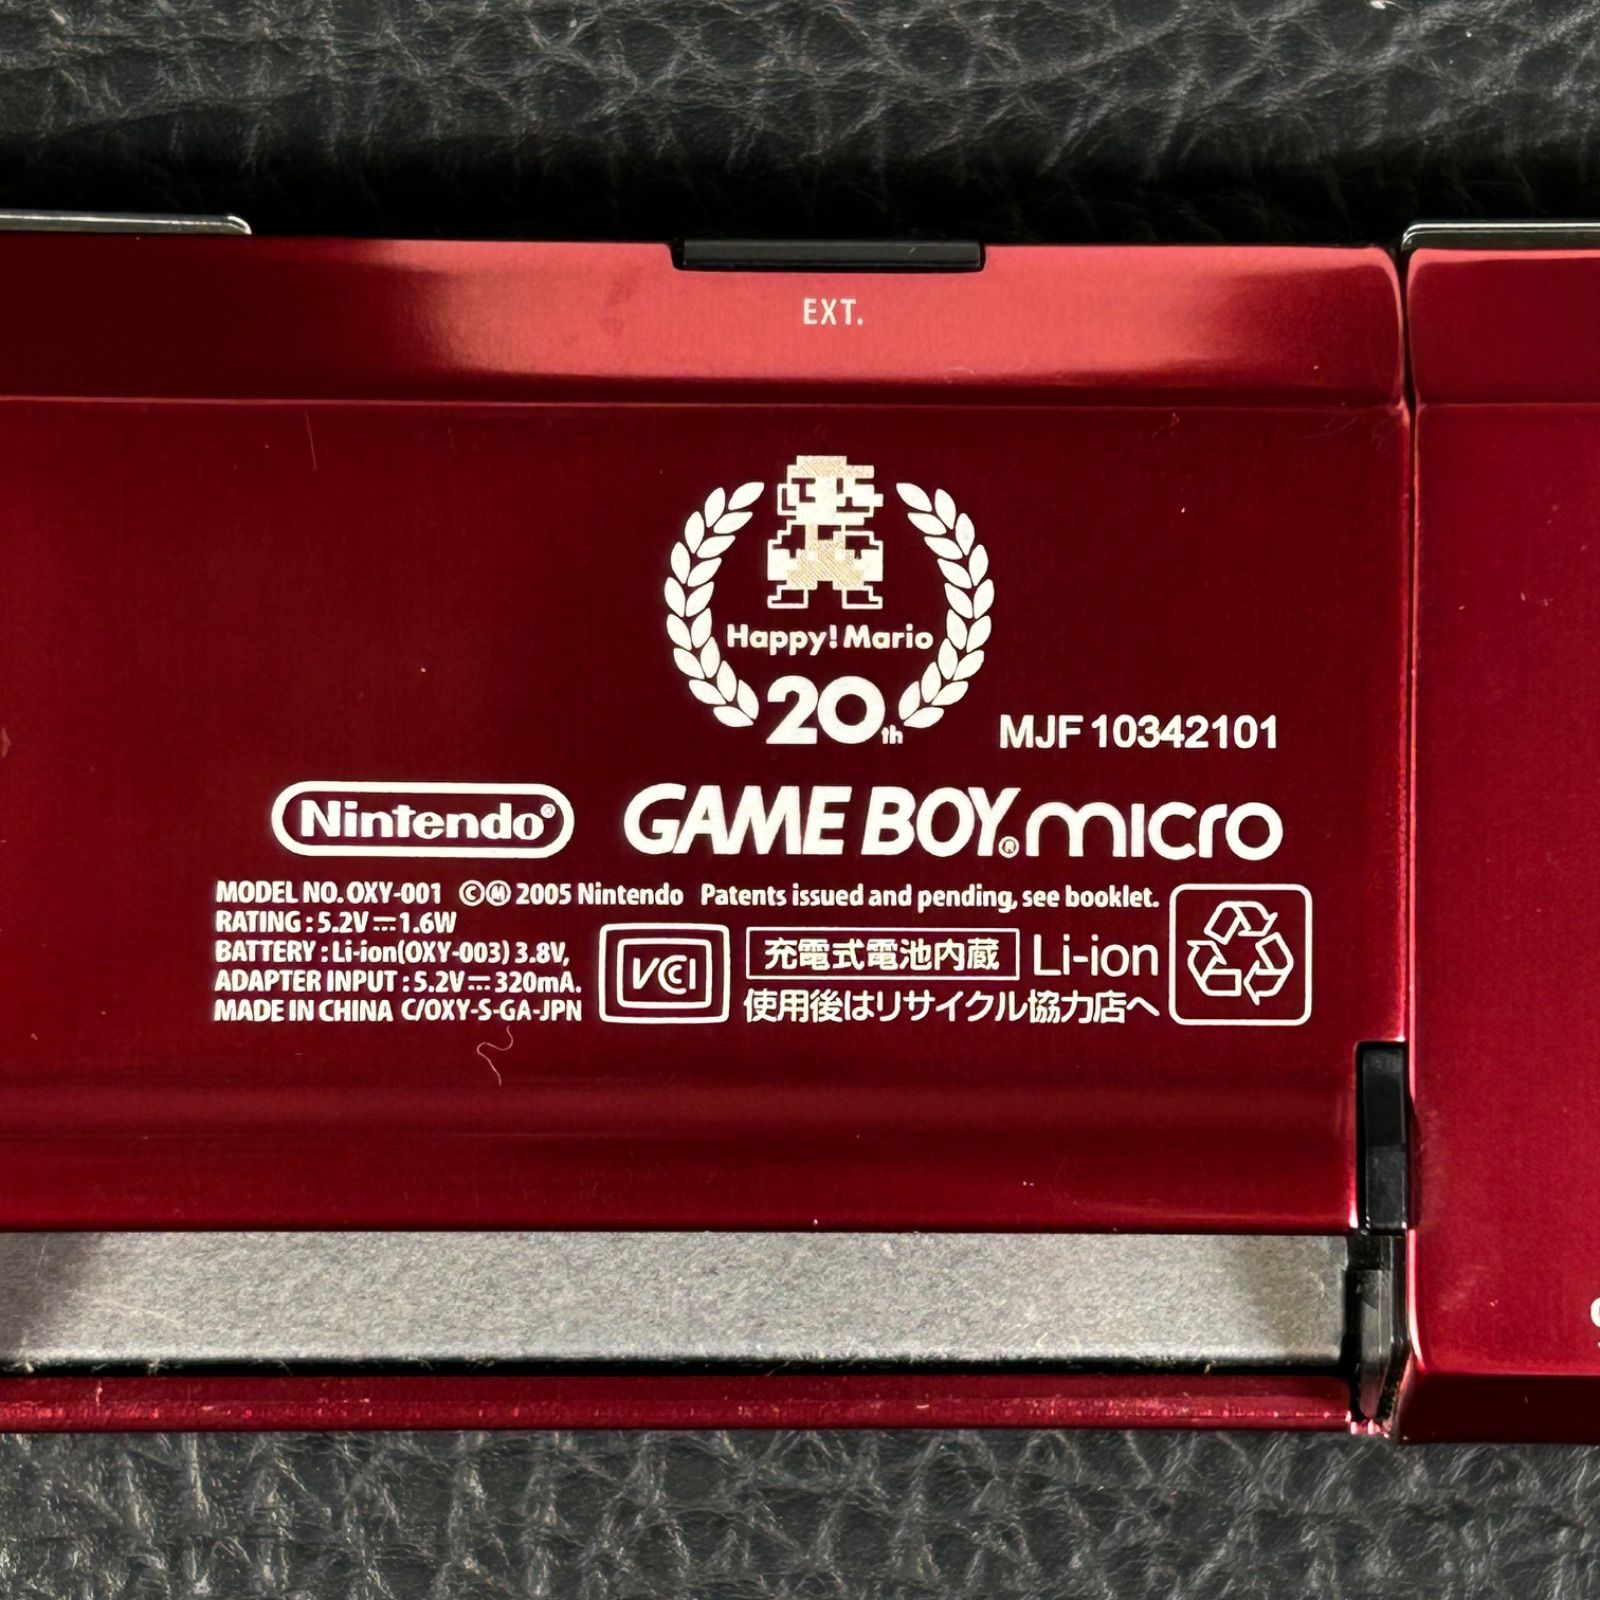 EXT.
Happy! Mario
20th
MJF 10342101
Nintendo®
GAME BOY® micro
MODEL NO. OXY-001 ©Ⓜ 2005 Nintendo Patents issued and pending, see booklet.
RATING : 5.2V⎓1.6W
BATTERY : Li-ion(OXY-003) 3.8V,
ADAPTER INPUT : 5.2V⎓320mA.
MADE IN CHINA C/OXY-S-GA-JPN
VCCI
充電式電池内蔵 Li-ion
使用後はリサイクル協力店へ